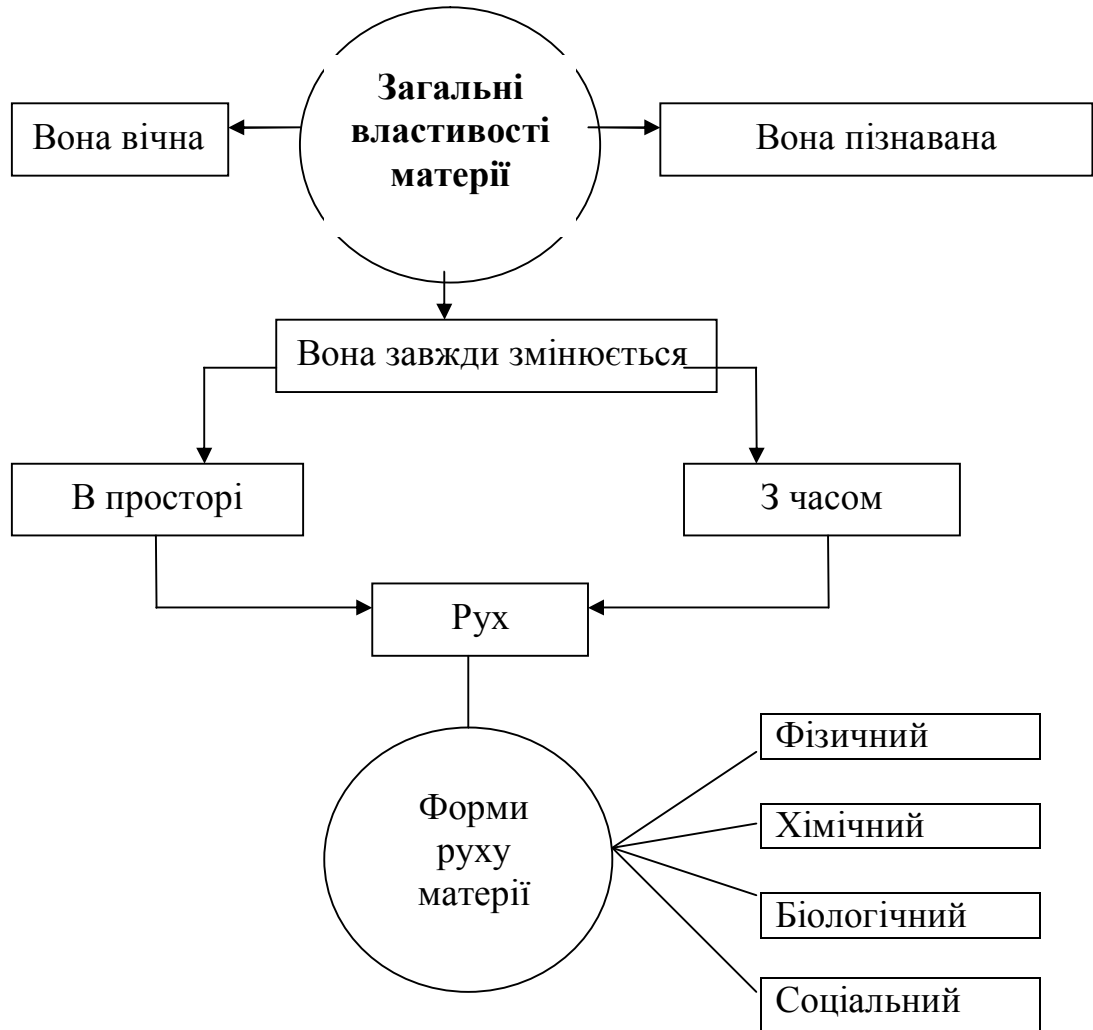 Загальні
властивості
матерії
Вона вічна
Вона пізнавана
Вона завжди змінюється
В просторі
З часом
Рух
Форми
руху
матерії
Фізичний
Хімічний
Біологічний
Соціальний